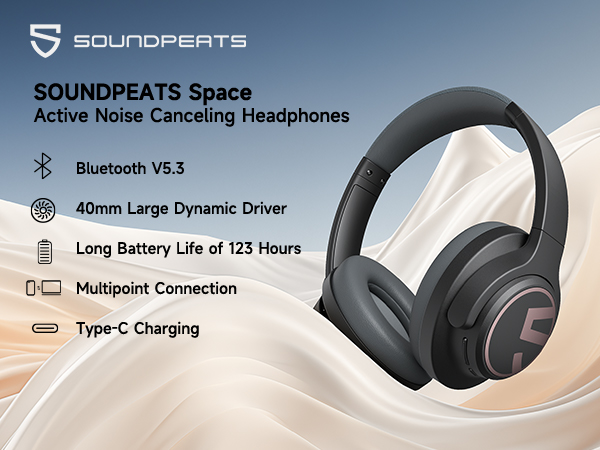 SOUNDPEATS
SOUNDPEATS Space
Active Noise Canceling Headphones
Bluetooth V5.3
40mm Large Dynamic Driver
Long Battery Life of 123 Hours
Multipoint Connection
Type-C Charging